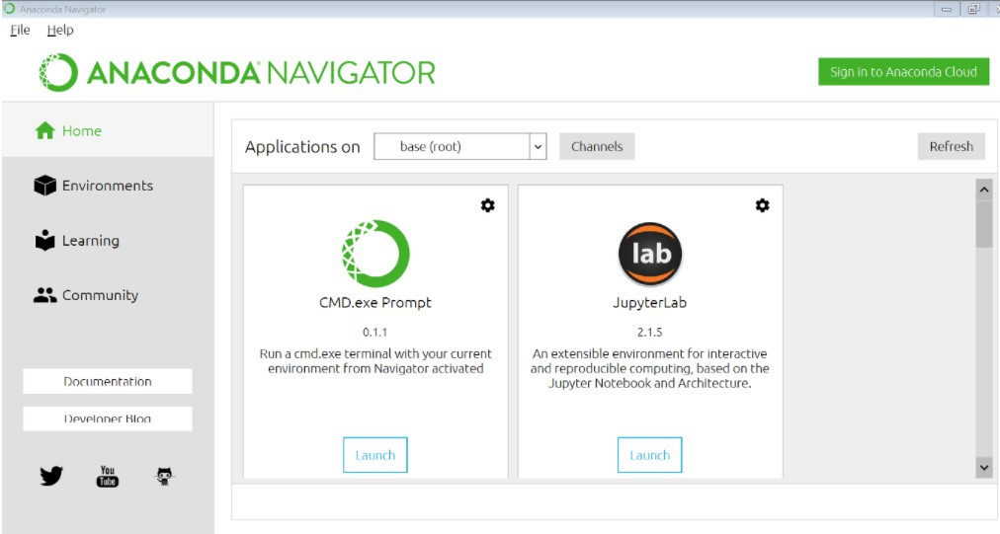 Anaconda Navigator
File Help
ANACONDA NAVIGATOR
Sign in to Anaconda Cloud
Home
Applications on base (root) Channels Refresh
Environments
Learning
Community
Documentation
Developer Blog
You
Tube
CMD.exe Prompt
0.1.1
Run a cmd.exe terminal with your current
environment from Navigator activated
Launch
lab
JupyterLab
2.1.5
An extensible environment for interactive
and reproducible computing, based on the
Jupyter Notebook and Architecture.
Launch